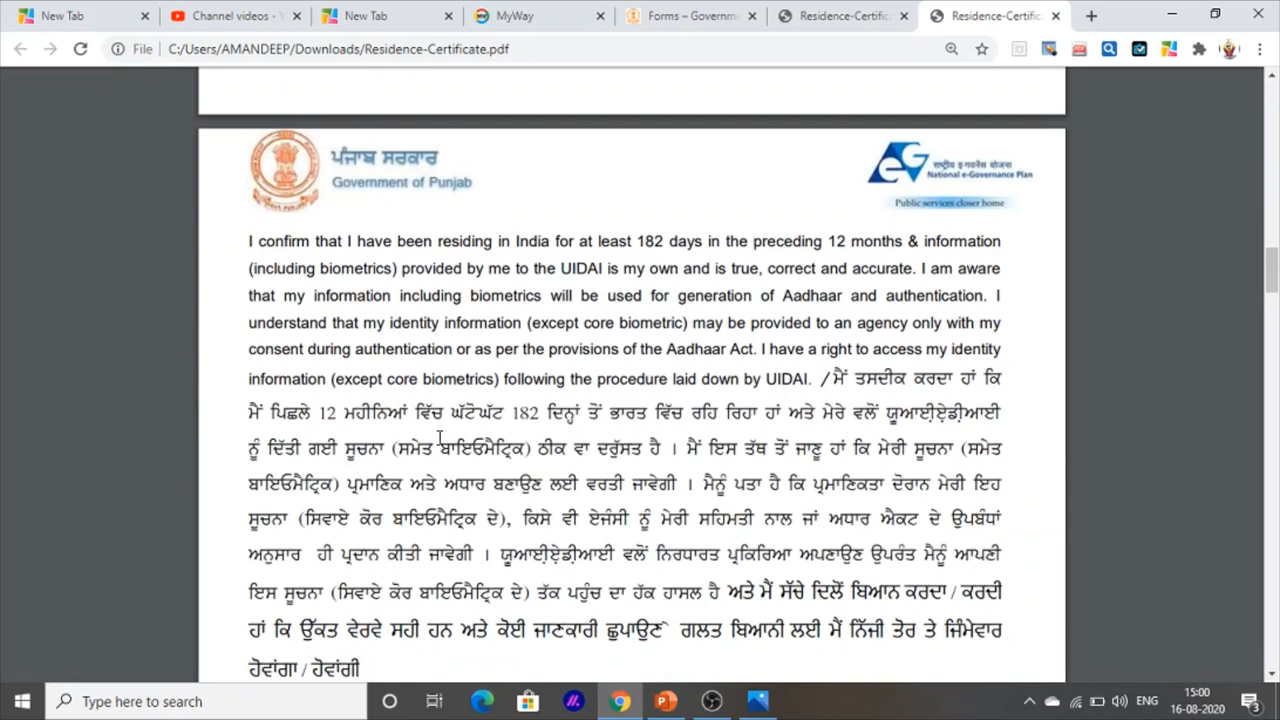 New Tab
Channel videos - Y
New Tab
MyWay
Forms – Governm
Residence-Certific
Residence-Certific
File
C:/Users/AMANDEEP/Downloads/Residence-Certificate.pdf
ਪੰਜਾਬ ਸਰਕਾਰ
Government of Punjab
राष्ट्रीय इ-गवर्नेंस योजना
National e-Governance Plan
Public services closer home
I confirm that I have been residing in India for at least 182 days in the preceding 12 months & information
(including biometrics) provided by me to the UIDAI is my own and is true, correct and accurate. I am aware
that my information including biometrics will be used for generation of Aadhaar and authentication. I
understand that my identity information (except core biometric) may be provided to an agency only with my
consent during authentication or as per the provisions of the Aadhaar Act. I have a right to access my identity
information (except core biometrics) following the procedure laid down by UIDAI. /ਮੈਂ ਤਸਦੀਕ ਕਰਦਾ ਹਾਂ ਕਿ
ਮੈਂ ਪਿਛਲੇ 12 ਮਹੀਨਿਆਂ ਵਿੱਚ ਘੱਟੋਘੱਟ 182 ਦਿਨ੍ਹਾਂ ਤੋਂ ਭਾਰਤ ਵਿੱਚ ਰਹਿ ਰਿਹਾ ਹਾਂ ਅਤੇ ਮੇਰੇ ਵਲੋਂ ਯੂਆਈ.ਏ.ਡੀਆਈ
ਨੂੰ ਦਿੱਤੀ ਗਈ ਸੂਚਨਾ (ਸਮੇਤ ਬਾਇਓਮੈਟ੍ਰਿਕ) ਠੀਕ ਵਾ ਦਰੁੱਸਤ ਹੈ । ਮੈਂ ਇਸ ਤੱਥ ਤੋਂ ਜਾਣੂ ਹਾਂ ਕਿ ਮੇਰੀ ਸੂਚਨਾ (ਸਮੇਤ
ਬਾਇਓਮੈਟ੍ਰਿਕ) ਪ੍ਰਮਾਣਿਕ ਅਤੇ ਅਧਾਰ ਬਣਾਉਣ ਲਈ ਵਰਤੀ ਜਾਵੇਗੀ । ਮੈਨੂੰ ਪਤਾ ਹੈ ਕਿ ਪ੍ਰਮਾਣਿਕਤਾ ਦੋਰਾਨ ਮੇਰੀ ਇਹ
ਸੂਚਨਾ (ਸਿਵਾਏ ਕੋਰ ਬਾਇਓਮੈਟ੍ਰਿਕ ਦੇ), ਕਿਸੇ ਵੀ ਏਜੰਸੀ ਨੂੰ ਮੇਰੀ ਸਹਿਮਤੀ ਨਾਲ ਜਾਂ ਅਧਾਰ ਐਕਟ ਦੇ ਉਪਬੰਧਾਂ
ਅਨੁਸਾਰ ਹੀ ਪ੍ਰਦਾਨ ਕੀਤੀ ਜਾਵੇਗੀ । ਯੂਆਈ.ਏ.ਡੀਆਈ ਵਲੋਂ ਨਿਰਧਾਰਤ ਪ੍ਰਕਿਰਿਆ ਅਪਣਾਉਣ ਉਪਰੰਤ ਮੈਨੂੰ ਆਪਣੀ
ਇਸ ਸੂਚਨਾ (ਸਿਵਾਏ ਕੋਰ ਬਾਇਓਮੈਟ੍ਰਿਕ ਦੇ) ਤੱਕ ਪਹੁੰਚ ਦਾ ਹੱਕ ਹਾਸਲ ਹੈ ਅਤੇ ਮੈਂ ਸੱਚੇ ਦਿਲੋਂ ਬਿਆਨ ਕਰਦਾ / ਕਰਦੀ
ਹਾਂ ਕਿ ਉੱਕਤ ਵੇਰਵੇ ਸਹੀ ਹਨ ਅਤੇ ਕੋਈ ਜਾਣਕਾਰੀ ਛੁਪਾਉਣ ਗਲਤ ਬਿਆਨੀ ਲਈ ਮੈਂ ਨਿੱਜੀ ਤੋਰ ਤੇ ਜਿੰਮੇਵਾਰ
ਹੋਵਾਂਗਾ / ਹੋਵਾਂਗੀ
Type here to search
ENG
15:00
16-08-2020